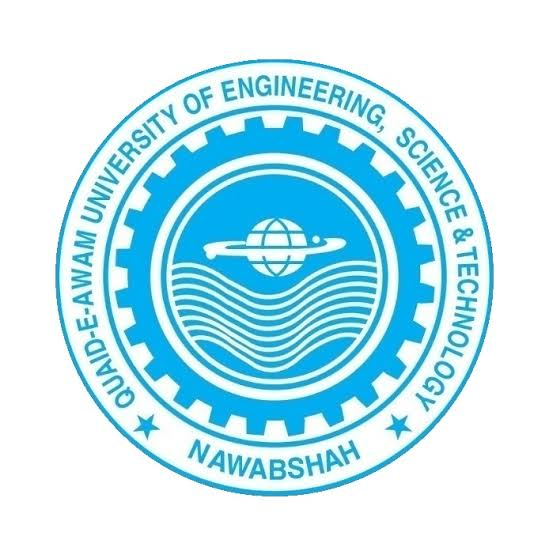 QUAID-E-AWAM UNIVERSITY OF ENGINEERING, SCIENCE & TECHNOLOGY
NAWABSHAH